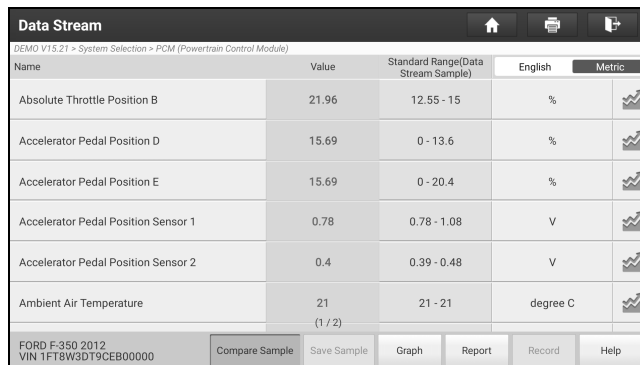 Data Stream
DEMO V15.21 > System Selection > PCM (Powertrain Control Module)
Name Value Standard Range(Data Stream Sample) English Metric
Absolute Throttle Position B 21.96 12.55 - 15 %
Accelerator Pedal Position D 15.69 0 - 13.6 %
Accelerator Pedal Position E 15.69 0 - 20.4 %
Accelerator Pedal Position Sensor 1 0.78 0.78 - 1.08 V
Accelerator Pedal Position Sensor 2 0.4 0.39 - 0.48 V
Ambient Air Temperature 21 21 - 21 degree C
(1 / 2)
FORD F-350 2012
VIN 1FT8W3DT9CEB00000
Compare Sample Save Sample Graph Report Record Help